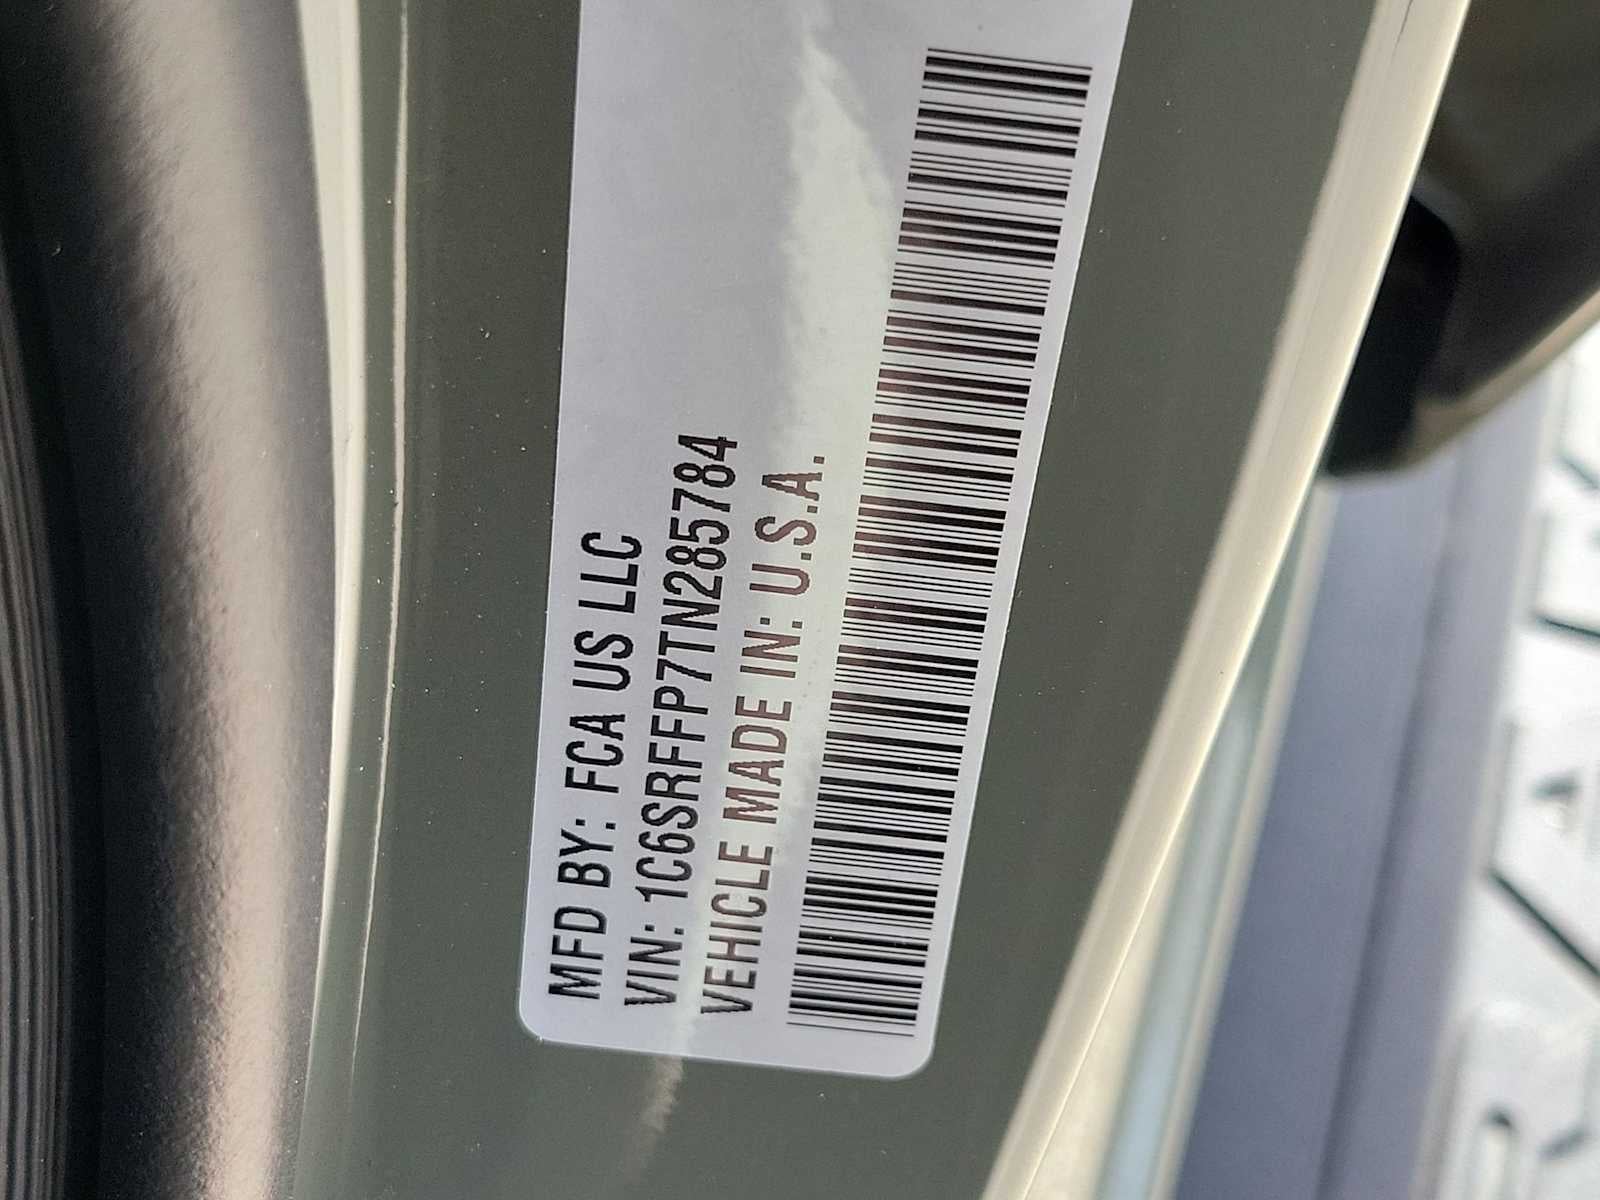 MFD BY: FCA US LLC
VIN: 1C6SRFFP7TN285784
VEHICLE MADE IN: U.S.A.